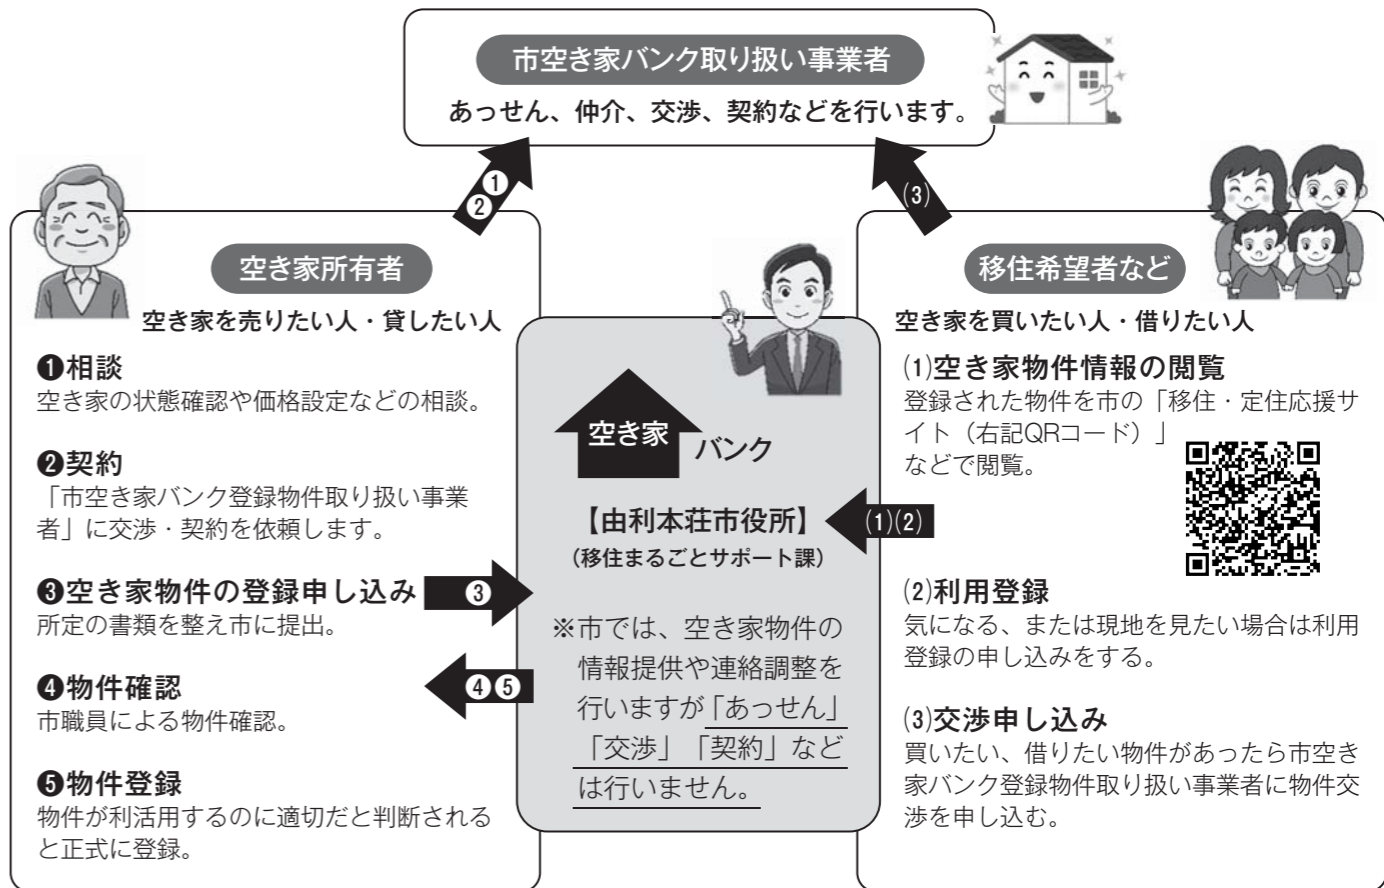 市空き家バンク取り扱い事業者
あっせん、仲介、交渉、契約などを行います。
❶
❷
⑶
空き家所有者
空き家を売りたい人・貸したい人
❶相談
空き家の状態確認や価格設定などの相談。
❷契約
「市空き家バンク登録物件取り扱い事業
者」に交渉・契約を依頼します。
❸空き家物件の登録申し込み
❸
所定の書類を整え市に提出。
❹物件確認
❹❺
市職員による物件確認。
❺物件登録
物件が利活用するのに適切だと判断される
と正式に登録。
空き家
バンク
【由利本荘市役所】
（移住まるごとサポート課）
※市では、空き家物件の
情報提供や連絡調整を
行いますが「あっせん」
「交渉」「契約」など
は行いません。
移住希望者など
空き家を買いたい人・借りたい人
⑴空き家物件情報の閲覧
登録された物件を市の「移住・定住応援サ
イト（右記QRコード）」
などで閲覧。
⑴⑵
⑵利用登録
気になる、または現地を見たい場合は利用
登録の申し込みをする。
⑶交渉申し込み
買いたい、借りたい物件があったら市空き
家バンク登録物件取り扱い事業者に物件交
渉を申し込む。